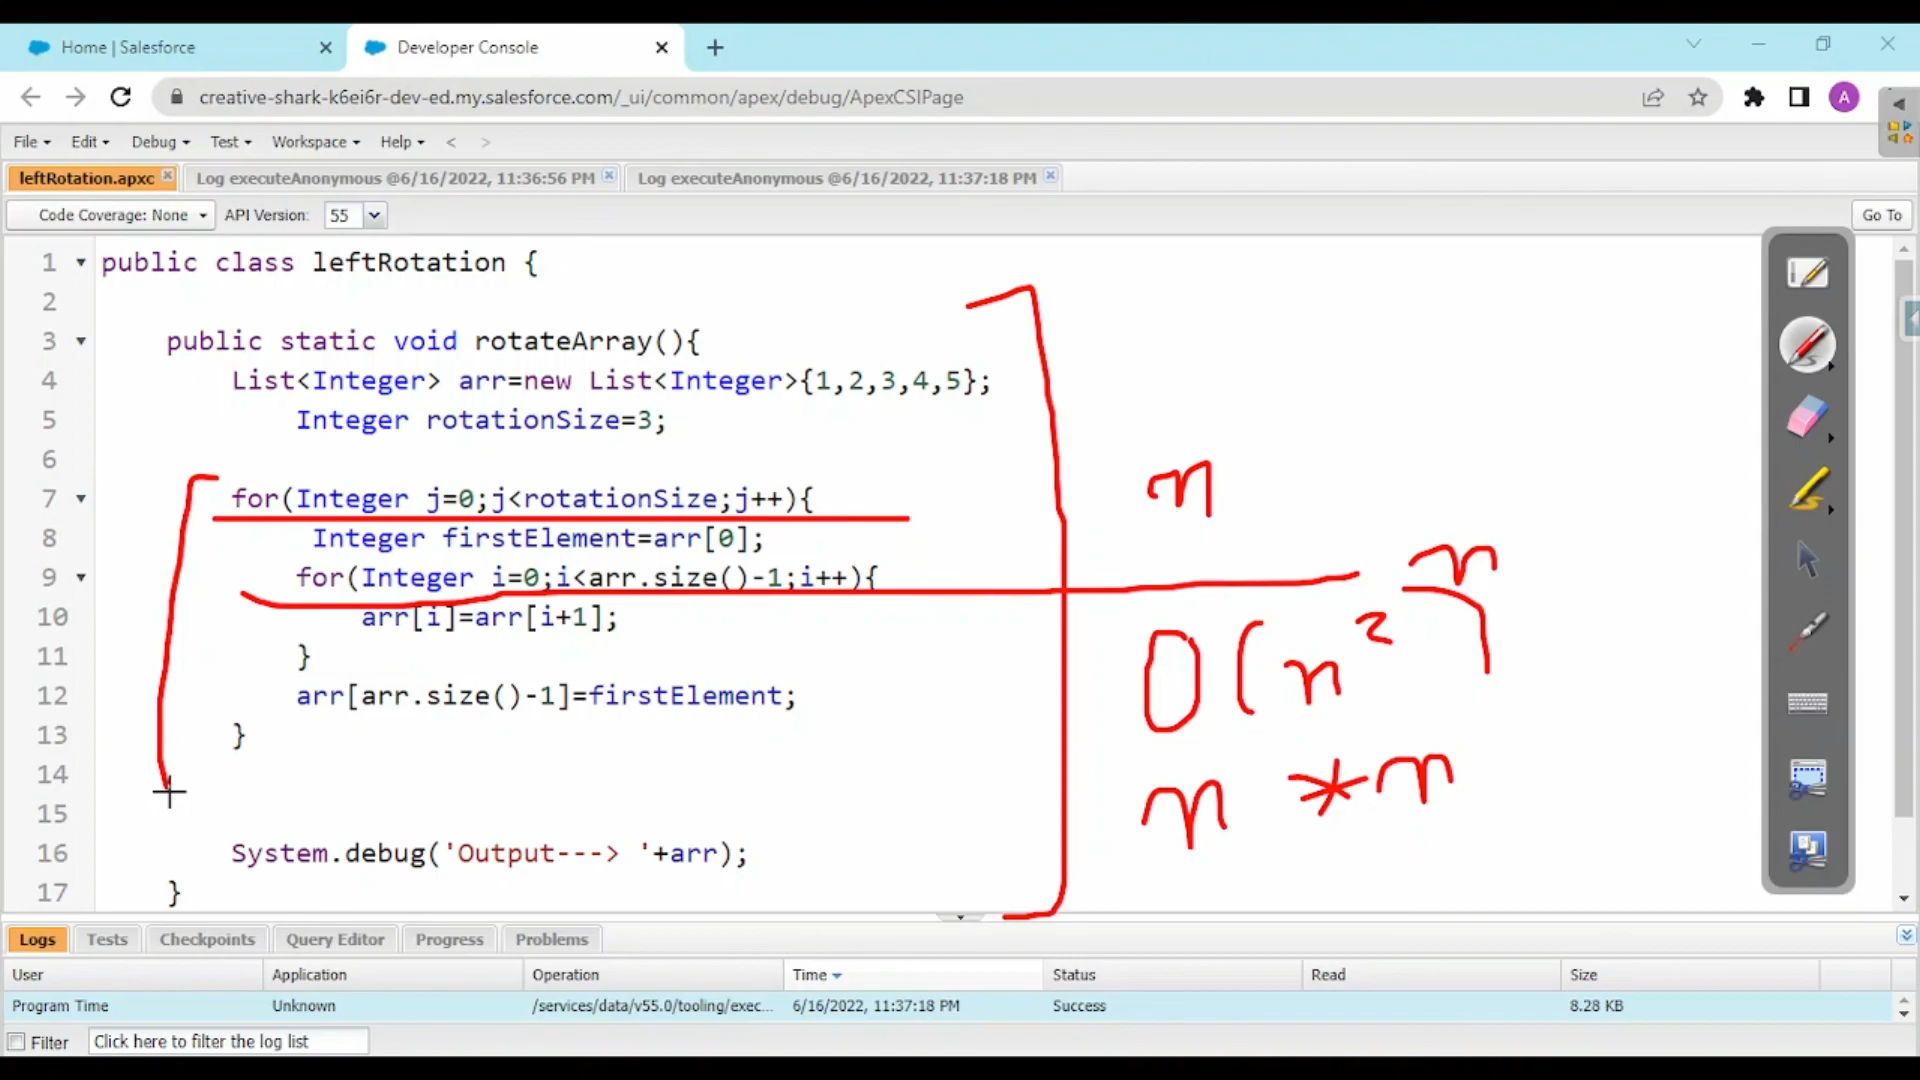 Home | Salesforce
Developer Console
creative-shark-k6ei6r-dev-ed.my.salesforce.com/_ui/common/apex/debug/ApexCSIPage
A
File Edit Debug Test Workspace Help < >
leftRotation.apxc
Log executeAnonymous @6/16/2022, 11:36:56 PM
Log executeAnonymous @6/16/2022, 11:37:18 PM
Code Coverage: None API Version: 55 Go To
1 public class leftRotation {
2
3 public static void rotateArray(){
4 List<Integer> arr=new List<Integer>{1,2,3,4,5};
5 Integer rotationSize=3;
6
7 for(Integer j=0;j<rotationSize;j++){
8 Integer firstElement=arr[0];
9 for(Integer i=0;i<arr.size()-1;i++){
10 arr[i]=arr[i+1];
11 }
12 arr[arr.size()-1]=firstElement;
13 }
14
15
16 System.debug('Output---> '+arr);
17 }
n
n
O(n²)
n * n
Logs Tests Checkpoints Query Editor Progress Problems
User Application Operation Time Status Read Size
Program Time Unknown /services/data/v55.0/tooling/exec... 6/16/2022, 11:37:18 PM Success 8.28 KB
Filter Click here to filter the log list